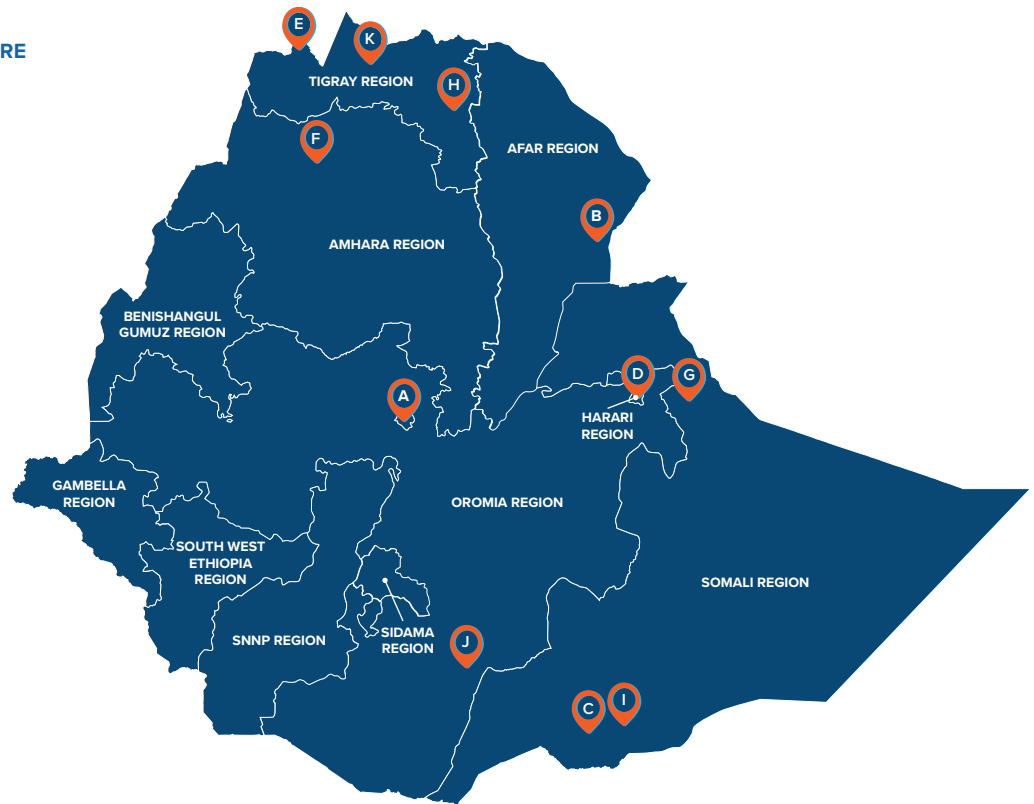 RE
E
K
TIGRAY REGION
H
F
AFAR REGION
B
AMHARA REGION
BENISHANGUL
GUMUZ REGION
D
G
A
HARARI
REGION
GAMBELLA
REGION
OROMIA REGION
SOUTH WEST
ETHIOPIA
REGION
SOMALI REGION
SNNP REGION
SIDAMA
REGION
J
C
I